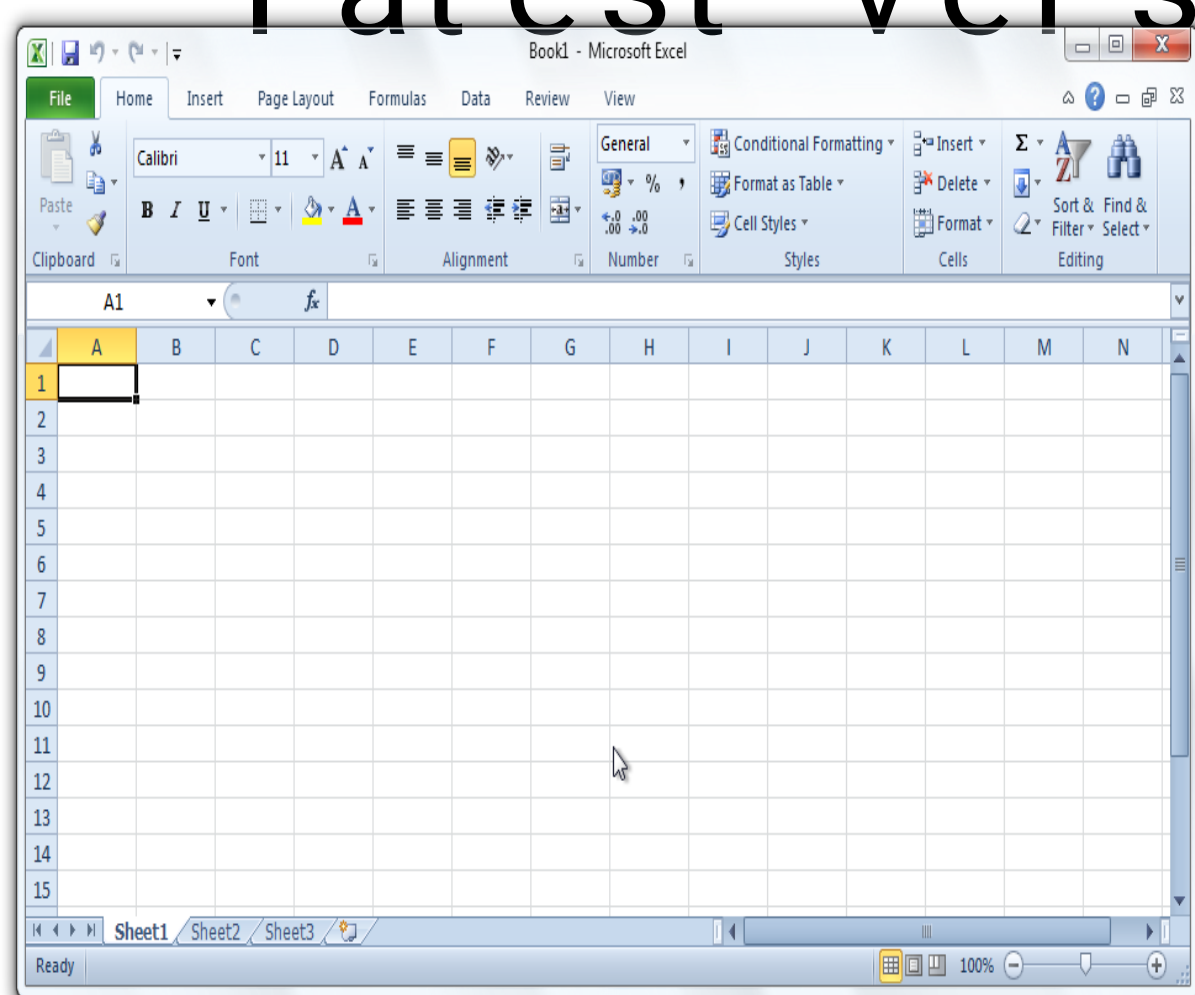 Book1 - Microsoft Excel
File Home Insert Page Layout Formulas Data Review View
Calibri 11 General Conditional Formatting Insert Σ
Paste B I U % , Format as Table Delete Sort & Filter Find & Select
Cell Styles Format
Clipboard Font Alignment Number Styles Cells Editing
A1 fx
A B C D E F G H I J K L M N
1
2
3
4
5
6
7
8
9
10
11
12
13
14
15
Sheet1 Sheet2 Sheet3
Ready 100%